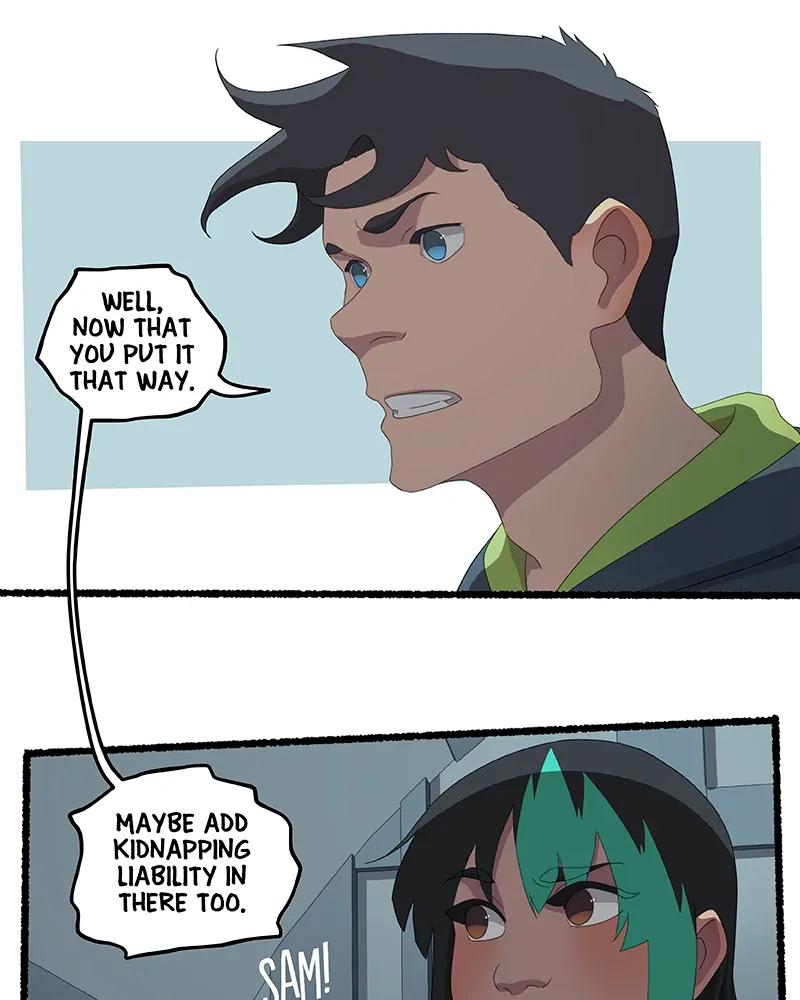 WELL,
NOW THAT
YOU PUT IT
THAT WAY.
MAYBE ADD
KIDNAPPING
LIABILITY IN
THERE TOO.
SAM!